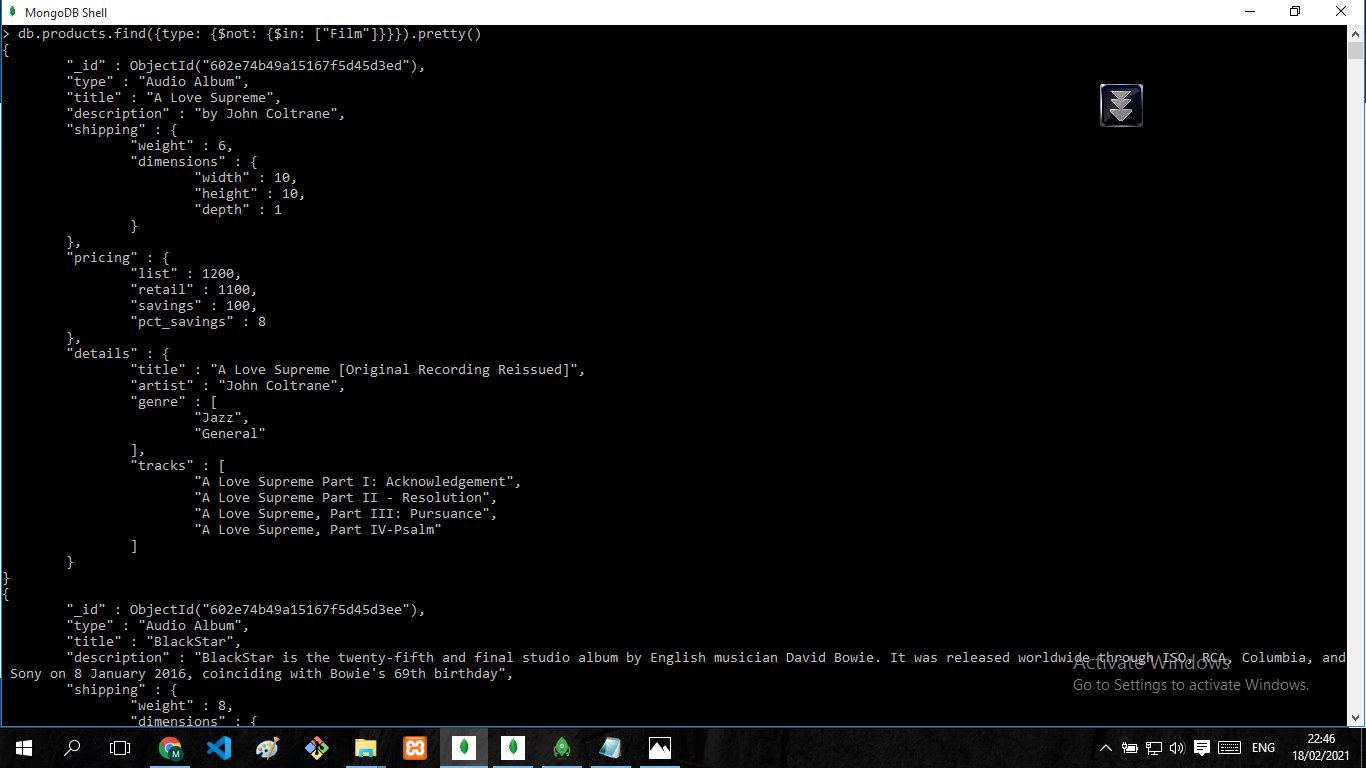 MongoDB Shell
> db.products.find({type: {$not: {$in: ["Film"]}}}).pretty()
{
"_id" : ObjectId("602e74b49a15167f5d45d3ed"),
"type" : "Audio Album",
"title" : "A Love Supreme",
"description" : "by John Coltrane",
"shipping" : {
"weight" : 6,
"dimensions" : {
"width" : 10,
"height" : 10,
"depth" : 1
}
},
"pricing" : {
"list" : 1200,
"retail" : 1100,
"savings" : 100,
"pct_savings" : 8
},
"details" : {
"title" : "A Love Supreme [Original Recording Reissued]",
"artist" : "John Coltrane",
"genre" : [
"Jazz",
"General"
],
"tracks" : [
"A Love Supreme Part I: Acknowledgement",
"A Love Supreme Part II - Resolution",
"A Love Supreme, Part III: Pursuance",
"A Love Supreme, Part IV-Psalm"
]
}
}
{
"_id" : ObjectId("602e74b49a15167f5d45d3ee"),
"type" : "Audio Album",
"title" : "BlackStar",
"description" : "BlackStar is the twenty-fifth and final studio album by English musician David Bowie. It was released worldwide through ISO, RCA, Columbia, and
Sony on 8 January 2016, coinciding with Bowie's 69th birthday",
"shipping" : {
"weight" : 8,
"dimensions" : {
Activate Windows
Go to Settings to activate Windows.
M
ENG
22:46
18/02/2021